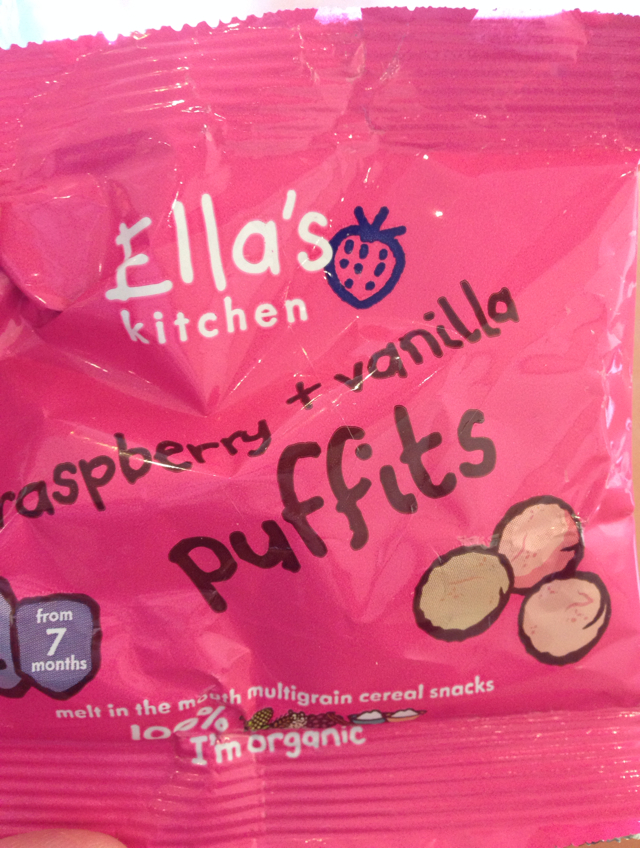 Ella's
kitchen
raspberry + vanilla
puffits
from
7
months
melt in the mouth multigrain cereal snacks
100%
I'm organic